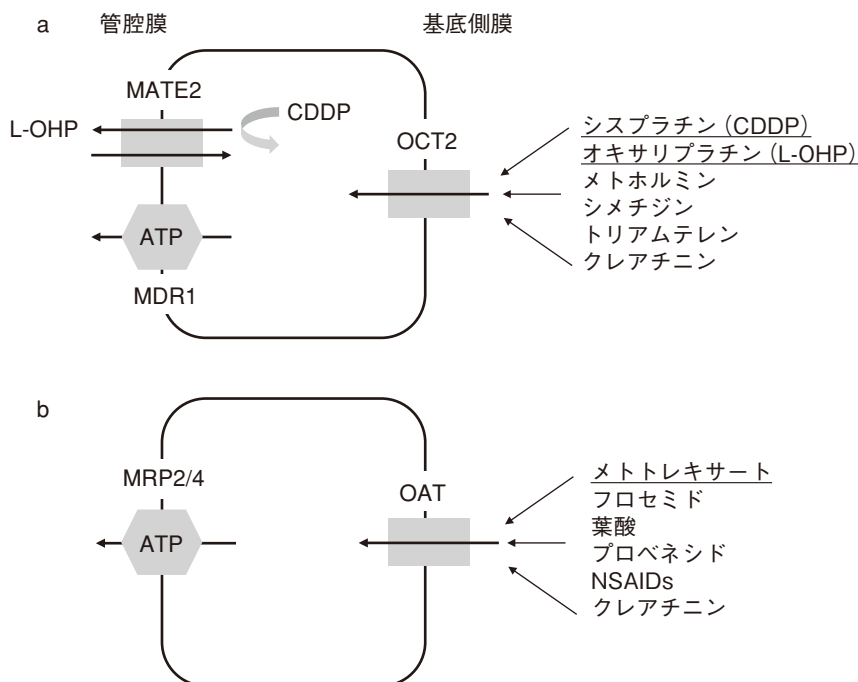 a
管腔膜
基底側膜
MATE2
L-OHP
CDDP
OCT2
シスプラチン（CDDP）
オキサリプラチン（L-OHP）
メトホルミン
シメチジン
トリアムテレン
クレアチニン
ATP
MDR1
b
MRP2/4
OAT
ATP
メトトレキサート
フロセミド
葉酸
プロベネシド
NSAIDs
クレアチニン